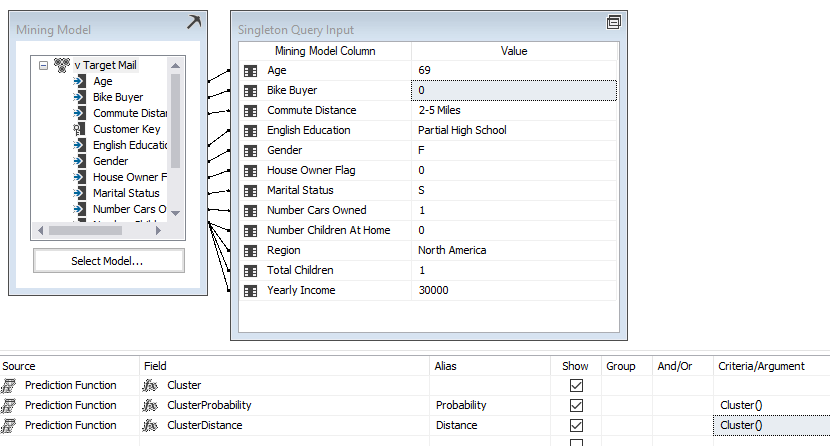 Mining Model
v Target Mail
Age
Bike Buyer
Commute Distan
Customer Key
English Educatio
Gender
House Owner F
Marital Status
Number Cars O
Select Model...
Singleton Query Input
Mining Model Column Value
Age 69
Bike Buyer 0
Commute Distance 2-5 Miles
English Education Partial High School
Gender F
House Owner Flag 0
Marital Status S
Number Cars Owned 1
Number Children At Home 0
Region North America
Total Children 1
Yearly Income 30000
Source Field Alias Show Group And/Or Criteria/Argument
Prediction Function Cluster
Prediction Function ClusterProbability Probability Cluster()
Prediction Function ClusterDistance Distance Cluster()